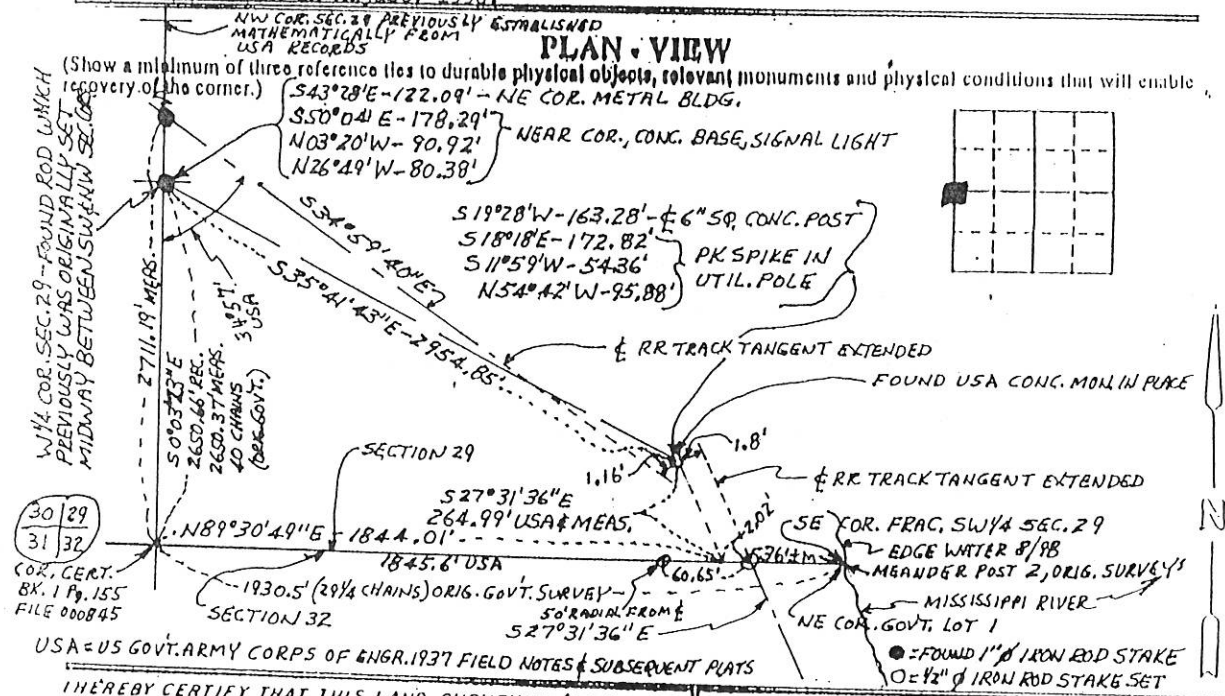 NW COR. SEC. 29 PREVIOUSLY ESTABLISHED
MATHEMATICALLY FROM
USA RECORDS
PLAN - VIEW
(Show a minimum of three reference ties to durable physical objects, relevant monuments and physical conditions that will enable
recovery of the corner.)
S43°28'E-122.09'-NE COR. METAL BLDG.
S50°04'E-178.29'
N03°20'W-90.92'
N26°49'W-80.38'
NEAR COR., CONC. BASE, SIGNAL LIGHT
W¼ COR. SEC. 29-FOUND ROD WHICH
PREVIOUSLY WAS ORIGINALLY SET
MIDWAY BETWEEN SW & NW SEC. COR.
S19°28'W-163.28'-℄ 6" SQ. CONC. POST
S18°18'E-172.82'
S11°59'W-54.36'
N54°42'W-95.88'
PK SPIKE IN
UTIL. POLE
S34°59'40"E
S35°41'43"E-2954.85'
2711.19' MEAS.
S0°03'23"E
2650.66' REC.
2650.37' MEAS.
40 CHAINS
(ORIG. GOV'T.)
34°57'
USA
℄ RR TRACK TANGENT EXTENDED
FOUND USA CONC. MON. IN PLACE
1.8'
1.16'
℄ RR TRACK TANGENT EXTENDED
SECTION 29
S27°31'36"E
264.99' USA & MEAS.
2.02
30 29
31 32
N89°30'49"E-1844.01'
1845.6' USA
60.65'
SE COR. FRAC. SW¼ SEC. 29
EDGE WATER 8/98
MEANDER POST 2, ORIG. SURVEY'S
COR. CERT.
BK. 1 Pg. 155
FILE 000845
1930.5' (29¼ CHAINS) ORIG. GOV'T. SURVEY
SECTION 32
50' RADIAL FROM ℄
S27°31'36"E
MISSISSIPPI RIVER
NE COR. GOVT. LOT 1
N
USA = US GOV'T. ARMY CORPS OF ENGR. 1937 FIELD NOTES & SUBSEQUENT PLATS
● = FOUND 1" Ø IRON ROD STAKE
O = ½" Ø IRON ROD STAKE SET
I HEREBY CERTIFY THAT THIS LAND